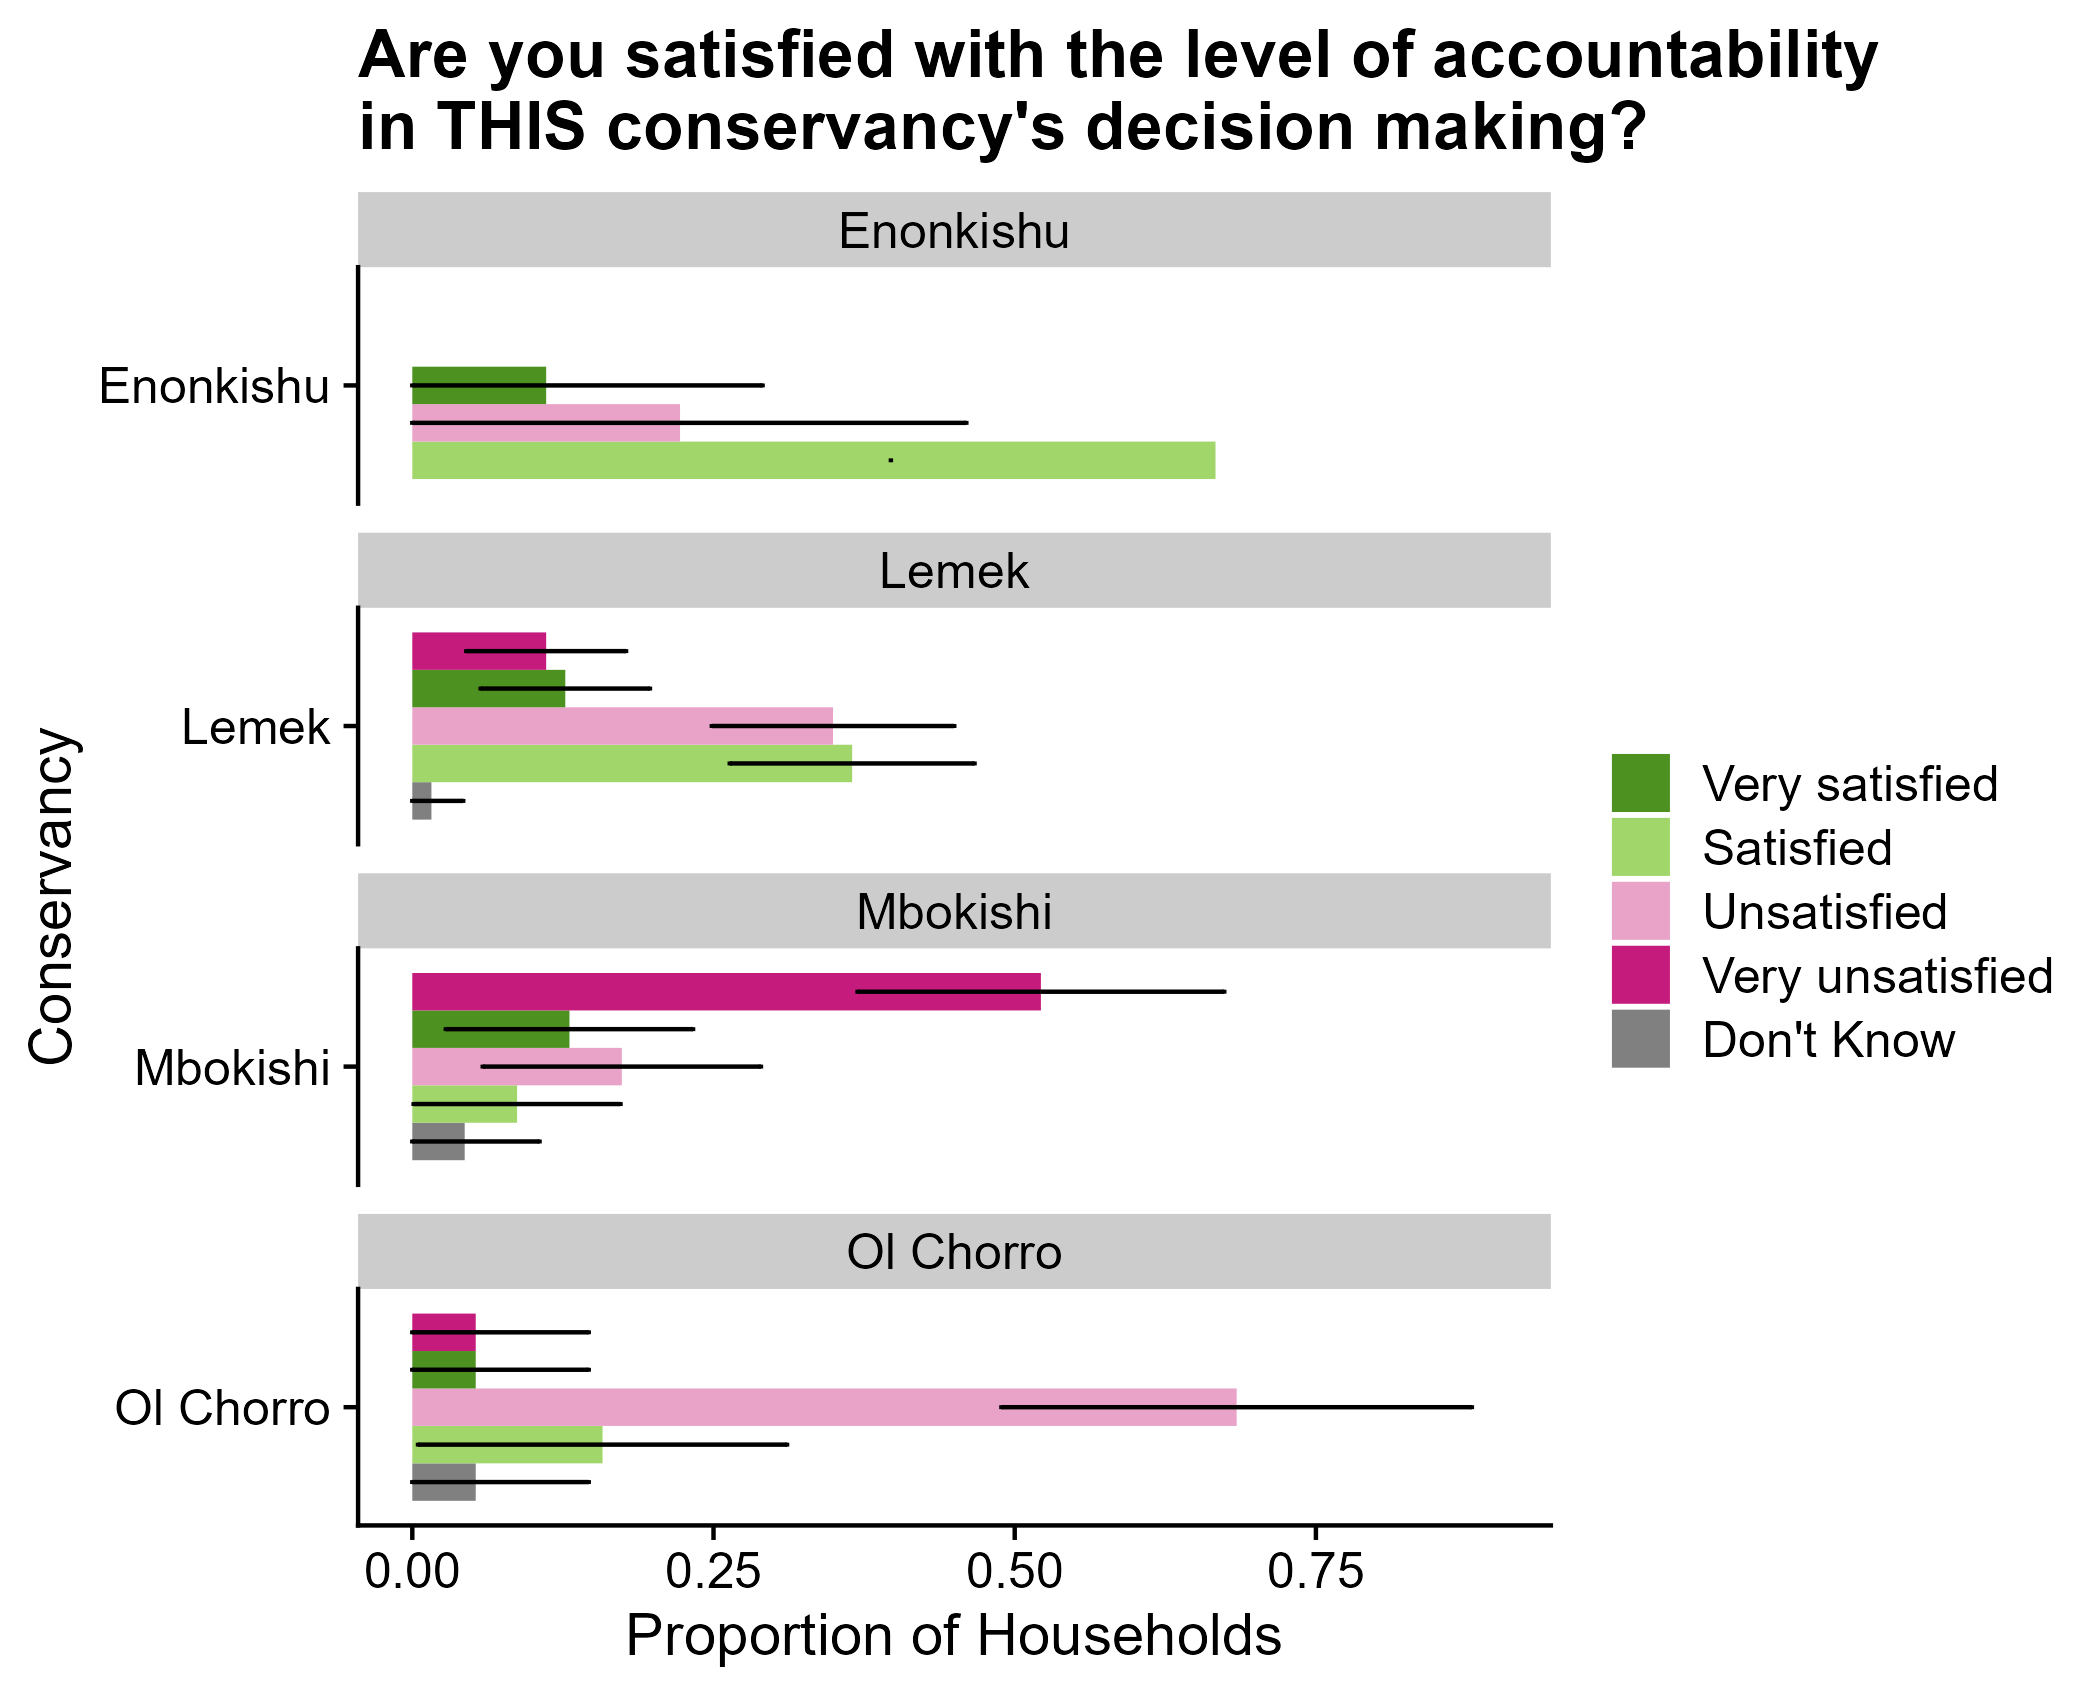 Are you satisfied with the level of accountability
in THIS conservancy's decision making?
Enonkishu
Enonkishu
Lemek
Lemek
Mbokishi
Mbokishi
Ol Chorro
Ol Chorro
Conservancy
0.00 0.25 0.50 0.75
Proportion of Households
Very satisfied
Satisfied
Unsatisfied
Very unsatisfied
Don't Know